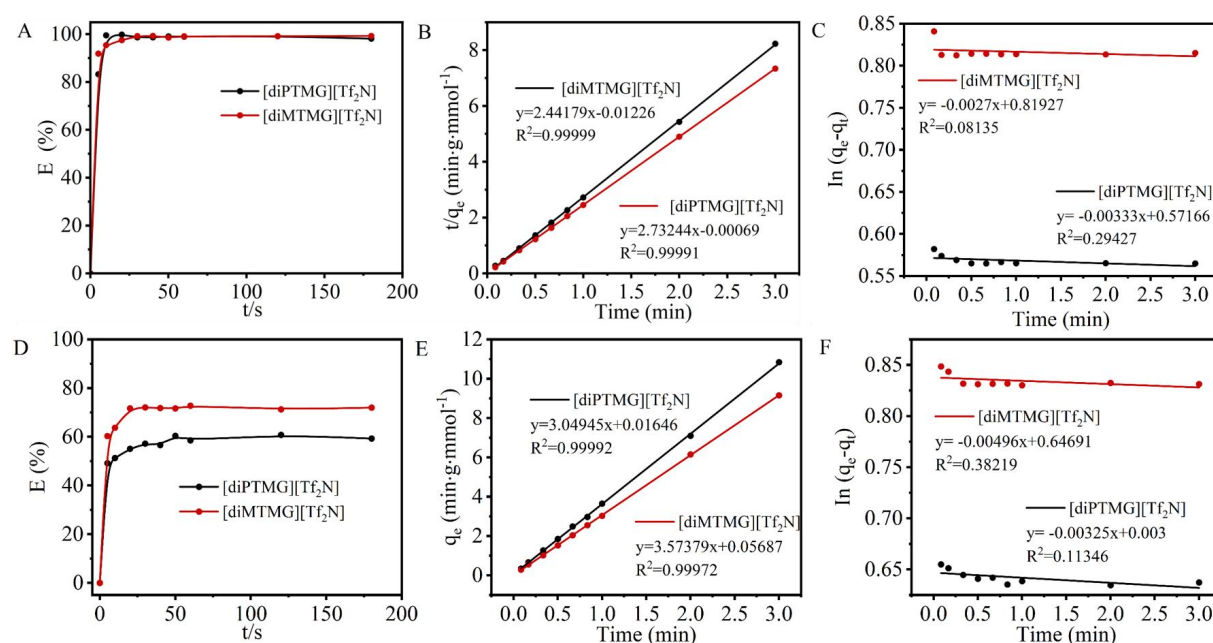 A
E (%)
100
80
60
40
20
0
[diPTMG][Tf₂N]
[diMTMG][Tf₂N]
0
50
100
150
200
t/s
B
t/qₑ (min·g·mmol⁻¹)
8
6
4
2
0
[diMTMG][Tf₂N]
y=2.44179x-0.01226
R²=0.99999
[diPTMG][Tf₂N]
y=2.73244x-0.00069
R²=0.99991
0.0
0.5
1.0
1.5
2.0
2.5
3.0
Time (min)
C
In (qₑ-qₜ)
0.85
0.80
0.75
0.70
0.65
0.60
0.55
[diMTMG][Tf₂N]
y= -0.0027x+0.81927
R²=0.08135
[diPTMG][Tf₂N]
y= -0.00333x+0.57166
R²=0.29427
0.0
0.5
1.0
1.5
2.0
2.5
3.0
Time (min)
D
E (%)
100
80
60
40
20
0
[diPTMG][Tf₂N]
[diMTMG][Tf₂N]
0
50
100
150
200
t/s
E
qₑ (min·g·mmol⁻¹)
12
10
8
6
4
2
0
[diPTMG][Tf₂N]
y=3.04945x+0.01646
R²=0.99992
[diMTMG][Tf₂N]
y=3.57379x+0.05687
R²=0.99972
0.0
0.5
1.0
1.5
2.0
2.5
3.0
Time (min)
F
In (qₑ-qₜ)
0.85
0.80
0.75
0.70
0.65
[diMTMG][Tf₂N]
y= -0.00496x+0.64691
R²=0.38219
[diPTMG][Tf₂N]
y= -0.00325x+0.003
R²=0.11346
0.0
0.5
1.0
1.5
2.0
2.5
3.0
Time (min)